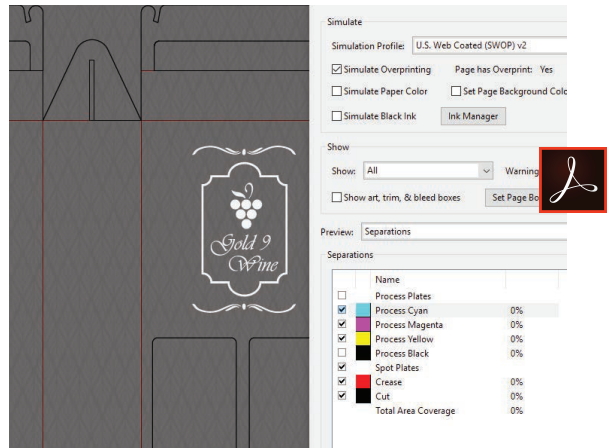 Gold 9
Wine
Simulate
Simulation Profile: U.S. Web Coated (SWOP) v2
Simulate Overprinting Page has Overprint: Yes
Simulate Paper Color Set Page Background Colo
Simulate Black Ink Ink Manager
Show
Show: All Warning
Show art, trim, & bleed boxes Set Page Bo
Preview: Separations
Separations
Name
Process Plates
Process Cyan 0%
Process Magenta 0%
Process Yellow 0%
Process Black 0%
Spot Plates
Crease 0%
Cut 0%
Total Area Coverage 0%